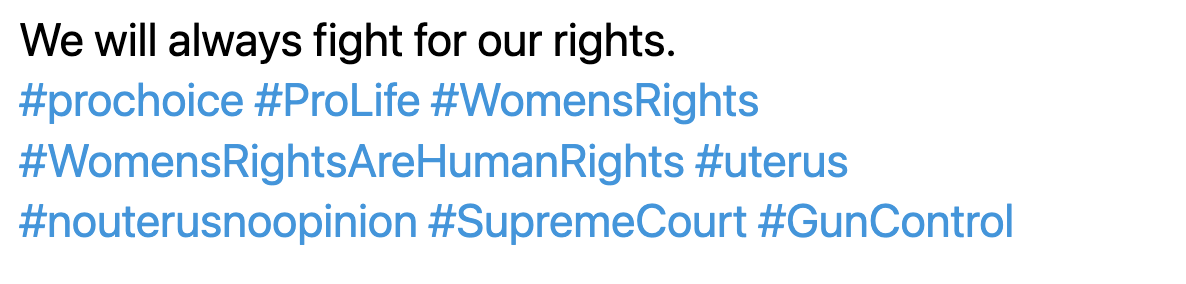 We will always fight for our rights.
#prochoice #ProLife #WomensRights
#WomensRightsAreHumanRights #uterus
#nouterusnoopinion #SupremeCourt #GunControl